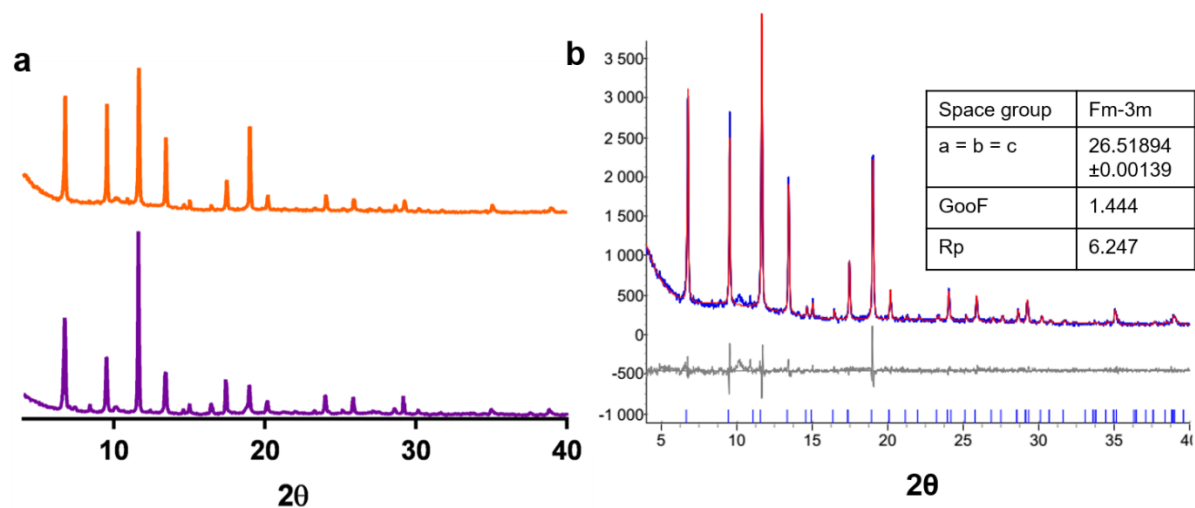 a
10 20 30 40
2θ
b
3 500
3 000
2 500
2 000
1 500
1 000
500
0
-500
-1 000
5 10 15 20 25 30 35 40
2θ
Space group Fm-3m
a = b = c 26.51894
±0.00139
GooF 1.444
Rp 6.247